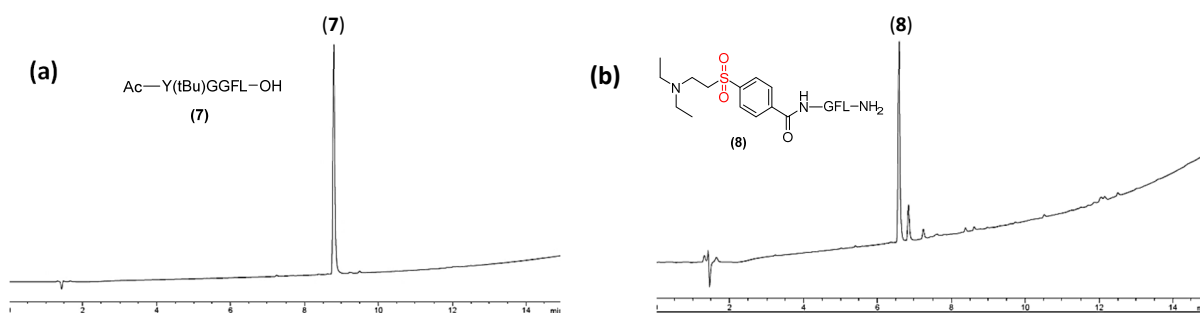 (7)
(a)
Ac—Y(tBu)GGFL—OH
(7)
2 4 6 8 10 12 14 min
(8)
(b)
O
S
O
N
H
N—GFL—NH₂
O
(8)
2 4 6 8 10 12 14